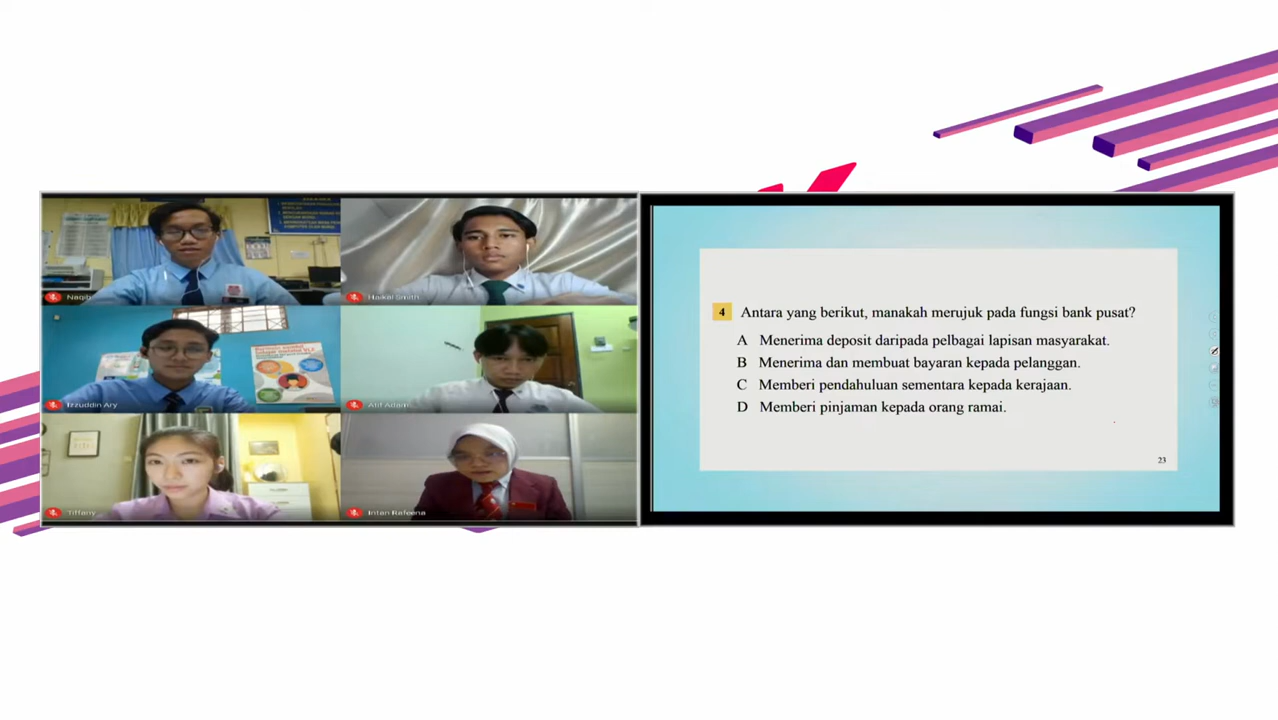 Naqib
Haikal Smith
Irzuddin Ary
Atif Adam
Tiffany
Intan Rafeena
4 Antara yang berikut, manakah merujuk pada fungsi bank pusat?
A Menerima deposit daripada pelbagai lapisan masyarakat.
B Menerima dan membuat bayaran kepada pelanggan.
C Memberi pendahuluan sementara kepada kerajaan.
D Memberi pinjaman kepada orang ramai.
23